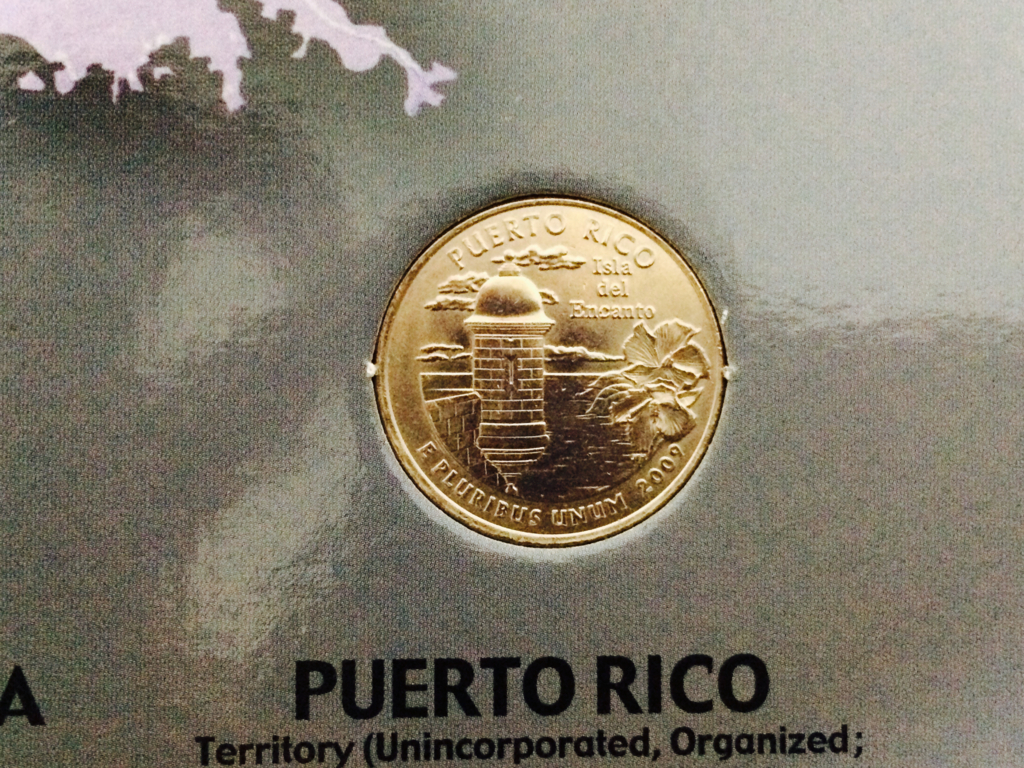 PUERTO RICO
Isla
del
Encanto
E PLURIBUS UNUM 2009
A
PUERTO RICO
Territory (Unincorporated, Organized;